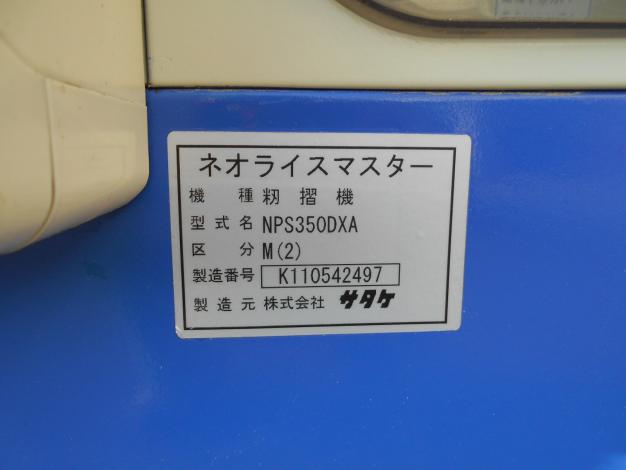 ネオライスマスター
機種 籾摺機
型式名 NPS350DXA
区分 M(2)
製造番号 K110542497
製造元 株式会社 サタケ